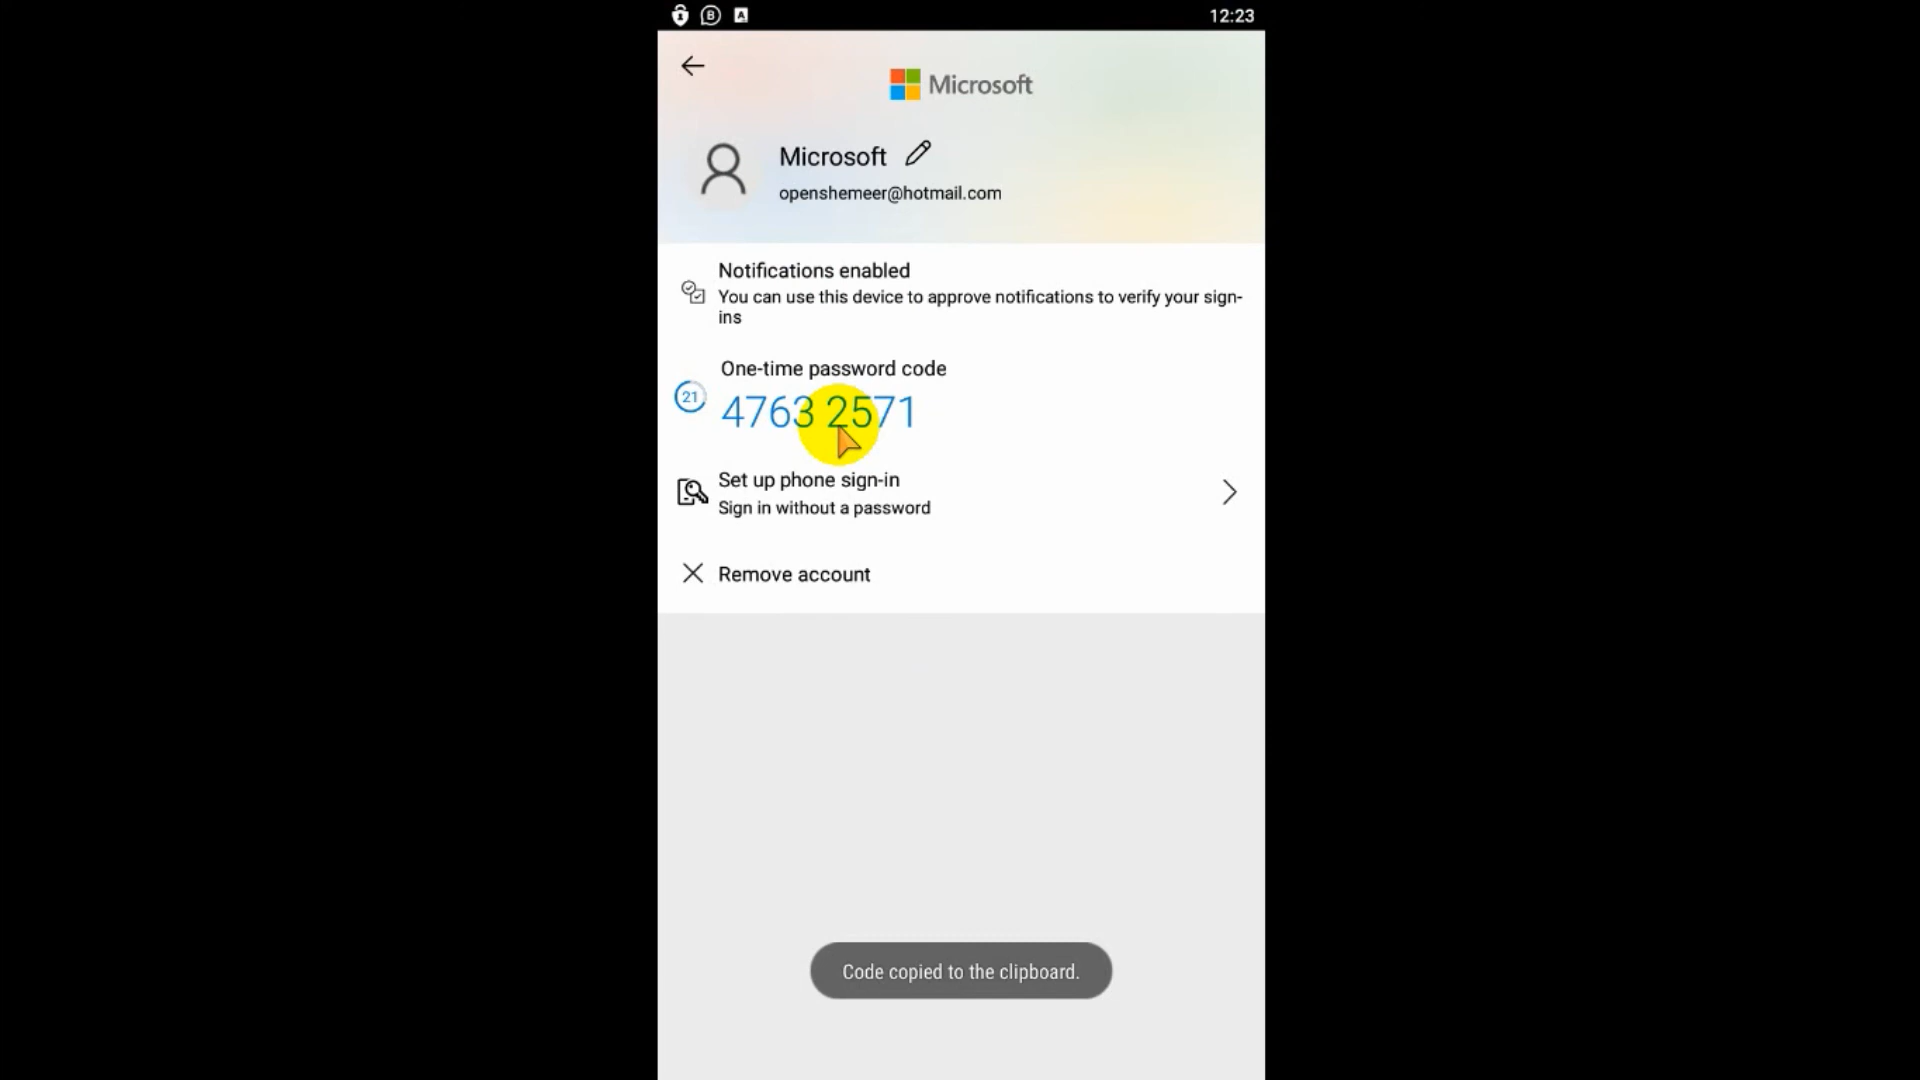 12:23
Microsoft
Microsoft
openshemeer@hotmail.com
Notifications enabled
You can use this device to approve notifications to verify your sign-
ins
One-time password code
21
4763 2571
Set up phone sign-in
Sign in without a password
Remove account
Code copied to the clipboard.